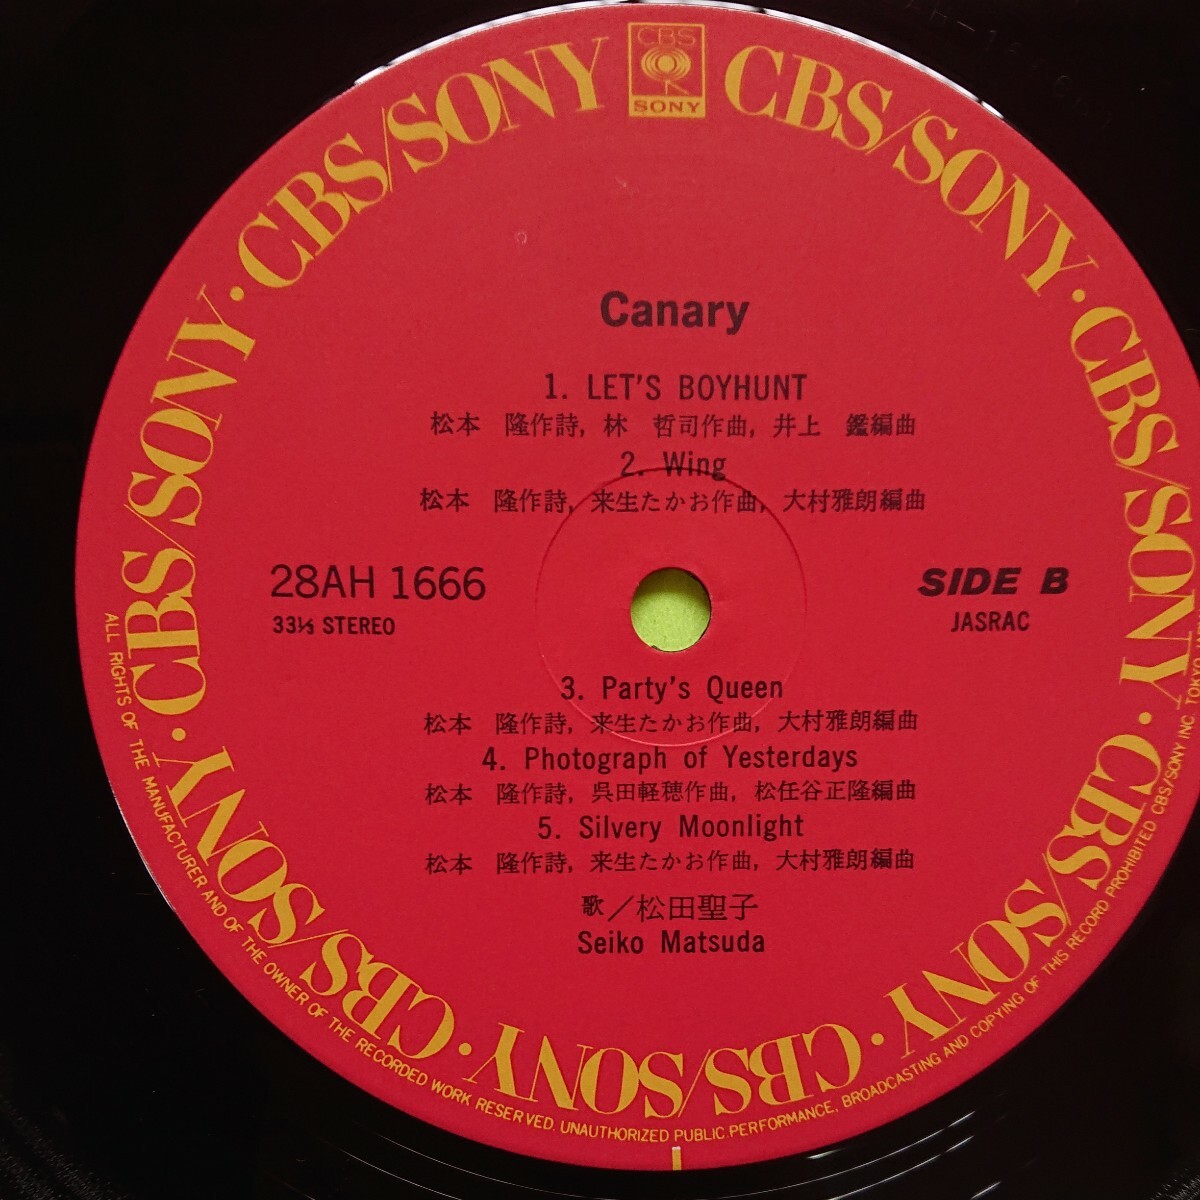 CBS
SONY
CBS/SONY · CBS/SONY · CBS/SONY · CBS/SONY · CBS/SONY · CBS/SONY · CBS/SONY · CBS/SONY
Canary
1. LET'S BOYHUNT
松本　隆作詩, 林　哲司作曲, 井上　鑑編曲
2. Wing
松本　隆作詩, 来生たかお作曲, 大村雅朗編曲
28AH 1666
33⅓ STEREO
SIDE B
JASRAC
3. Party's Queen
松本　隆作詩, 来生たかお作曲, 大村雅朗編曲
4. Photograph of Yesterdays
松本　隆作詩, 呉田軽穂作曲, 松任谷正隆編曲
5. Silvery Moonlight
松本　隆作詩, 来生たかお作曲, 大村雅朗編曲
歌／松田聖子
Seiko Matsuda
ALL RIGHTS OF THE MANUFACTURER AND OF THE OWNER OF THE RECORDED WORK RESERVED. UNAUTHORIZED PUBLIC PERFORMANCE, BROADCASTING AND COPYING OF THIS RECORD PROHIBITED CBS/SONY INC. TOKYO